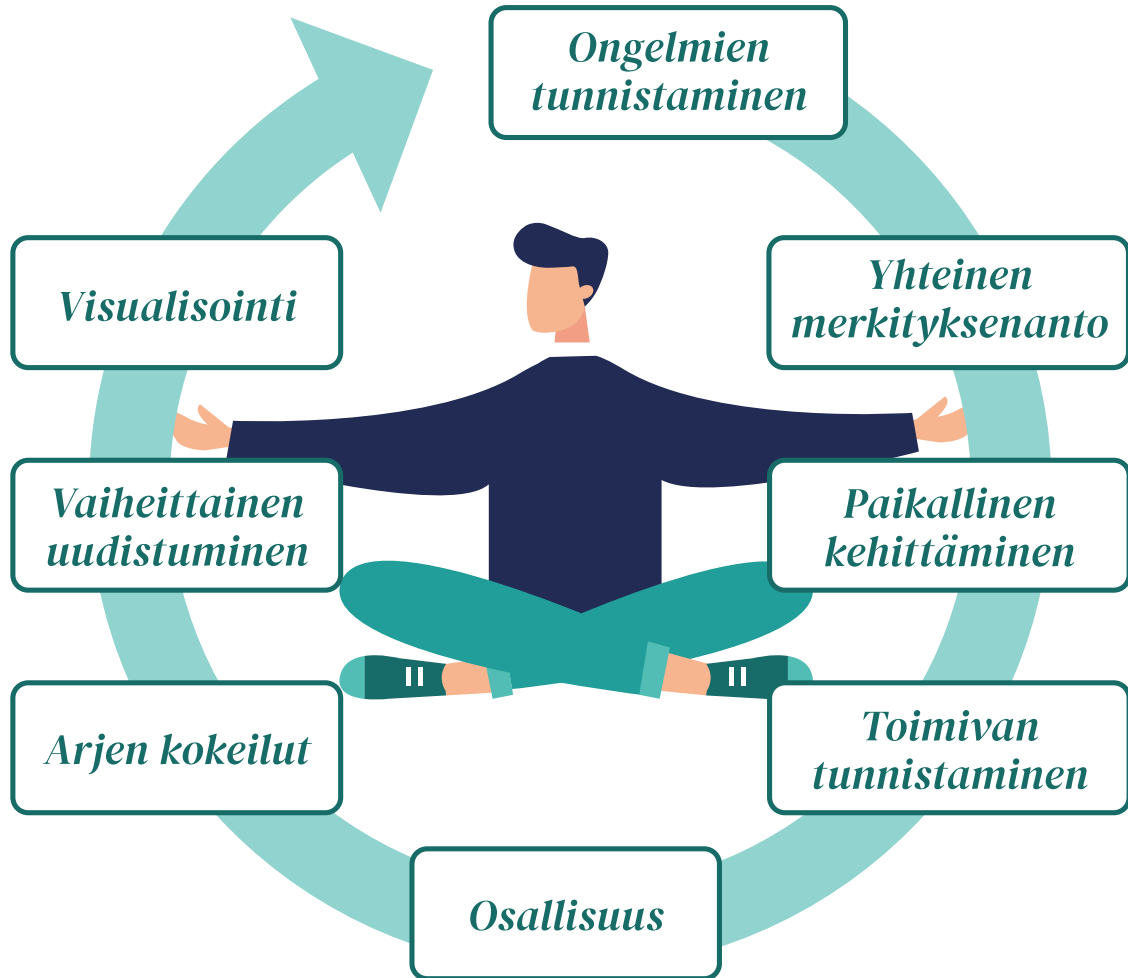 Ongelmien
tunnistaminen
Yhteinen
merkityksenanto
Paikallinen
kehittäminen
Toimivan
tunnistaminen
Osallisuus
Arjen kokeilut
Vaiheittainen
uudistuminen
Visualisointi